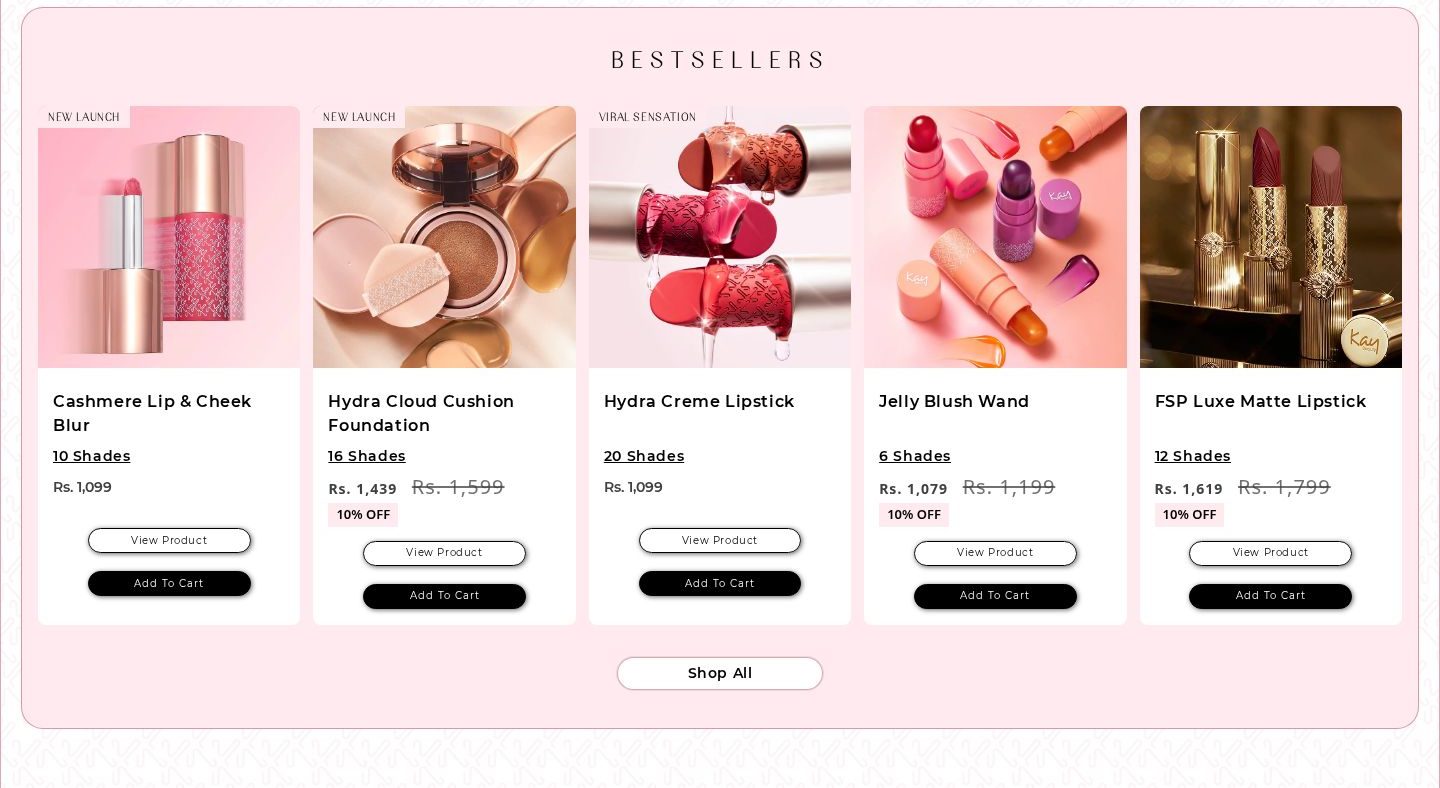 BESTSELLERS
NEW LAUNCH
Cashmere Lip & Cheek
Blur
10 Shades
Rs. 1,099
View Product
Add To Cart
NEW LAUNCH
Hydra Cloud Cushion
Foundation
16 Shades
Rs. 1,439 Rs. 1,599
10% OFF
View Product
Add To Cart
VIRAL SENSATION
Hydra Creme Lipstick
20 Shades
Rs. 1,099
View Product
Add To Cart
Kay
Kay
Jelly Blush Wand
6 Shades
Rs. 1,079 Rs. 1,199
10% OFF
View Product
Add To Cart
Kay
FSP Luxe Matte Lipstick
12 Shades
Rs. 1,619 Rs. 1,799
10% OFF
View Product
Add To Cart
Shop All